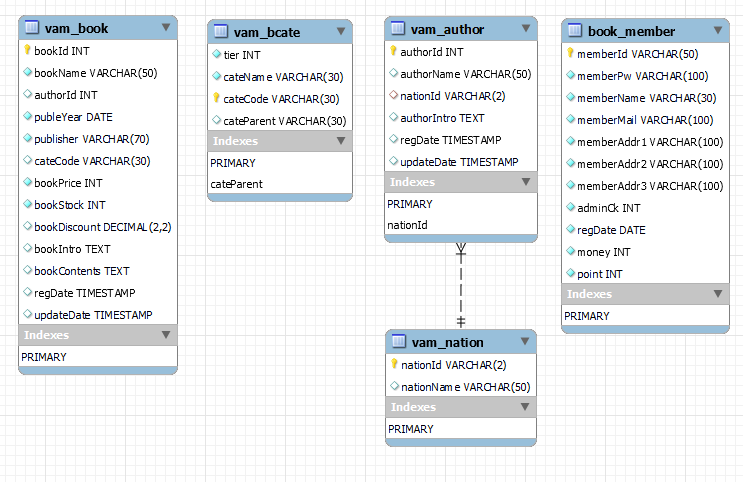 vam_book
bookId INT
bookName VARCHAR(50)
authorId INT
publeYear DATE
publisher VARCHAR(70)
cateCode VARCHAR(30)
bookPrice INT
bookStock INT
bookDiscount DECIMAL(2,2)
bookIntro TEXT
bookContents TEXT
regDate TIMESTAMP
updateDate TIMESTAMP
Indexes
PRIMARY
vam_bcate
tier INT
cateName VARCHAR(30)
cateCode VARCHAR(30)
cateParent VARCHAR(30)
Indexes
PRIMARY
cateParent
vam_author
authorId INT
authorName VARCHAR(50)
nationId VARCHAR(2)
authorIntro TEXT
regDate TIMESTAMP
updateDate TIMESTAMP
Indexes
PRIMARY
nationId
vam_nation
nationId VARCHAR(2)
nationName VARCHAR(50)
Indexes
PRIMARY
book_member
memberId VARCHAR(50)
memberPw VARCHAR(100)
memberName VARCHAR(30)
memberMail VARCHAR(100)
memberAddr1 VARCHAR(100)
memberAddr2 VARCHAR(100)
memberAddr3 VARCHAR(100)
adminCk INT
regDate DATE
money INT
point INT
Indexes
PRIMARY